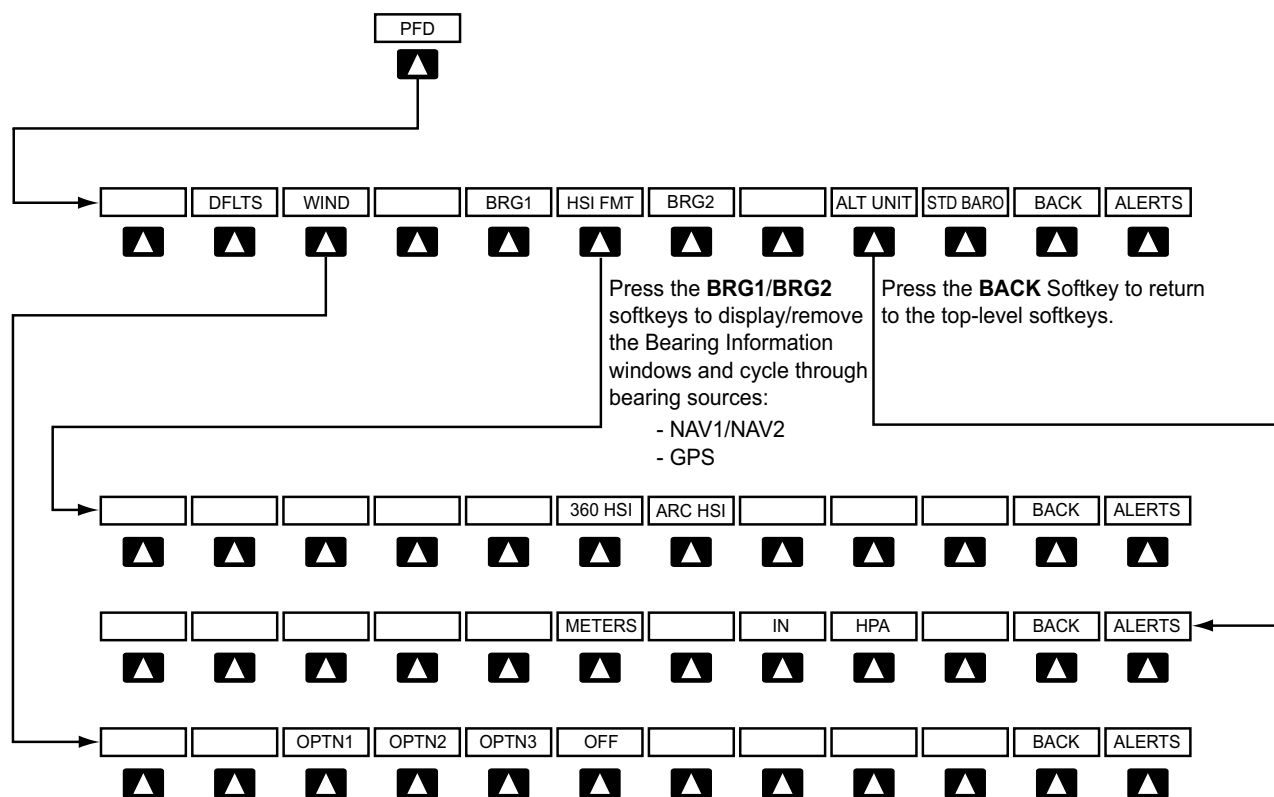 PFD
DFLTS WIND BRG1 HSI FMT BRG2 ALT UNIT STD BARO BACK ALERTS
Press the BRG1/BRG2
softkeys to display/remove
the Bearing Information
windows and cycle through
bearing sources:
- NAV1/NAV2
- GPS
Press the BACK Softkey to return
to the top-level softkeys.
360 HSI ARC HSI BACK ALERTS
METERS IN HPA BACK ALERTS
OPTN1 OPTN2 OPTN3 OFF BACK ALERTS